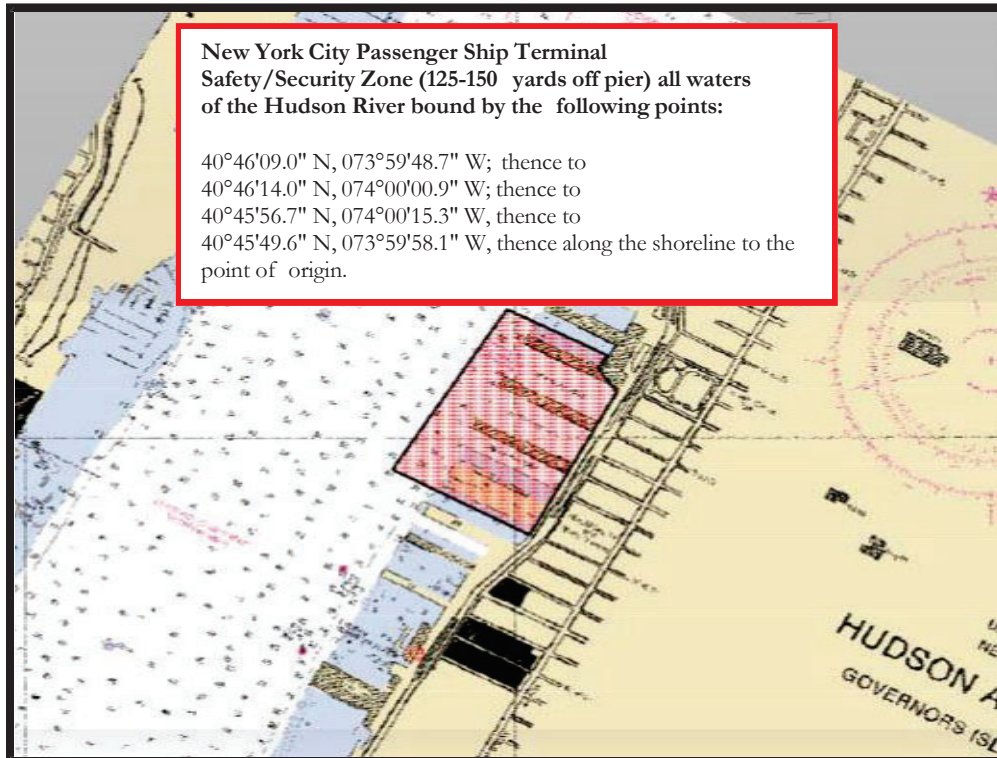 New York City Passenger Ship Terminal
Safety/Security Zone (125-150 yards off pier) all waters
of the Hudson River bound by the following points:
40°46'09.0" N, 073°59'48.7" W; thence to
40°46'14.0" N, 074°00'00.9" W; thence to
40°45'56.7" N, 074°00'15.3" W, thence to
40°45'49.6" N, 073°59'58.1" W, thence along the shoreline to the
point of origin.
HUDSON
GOVERNORS